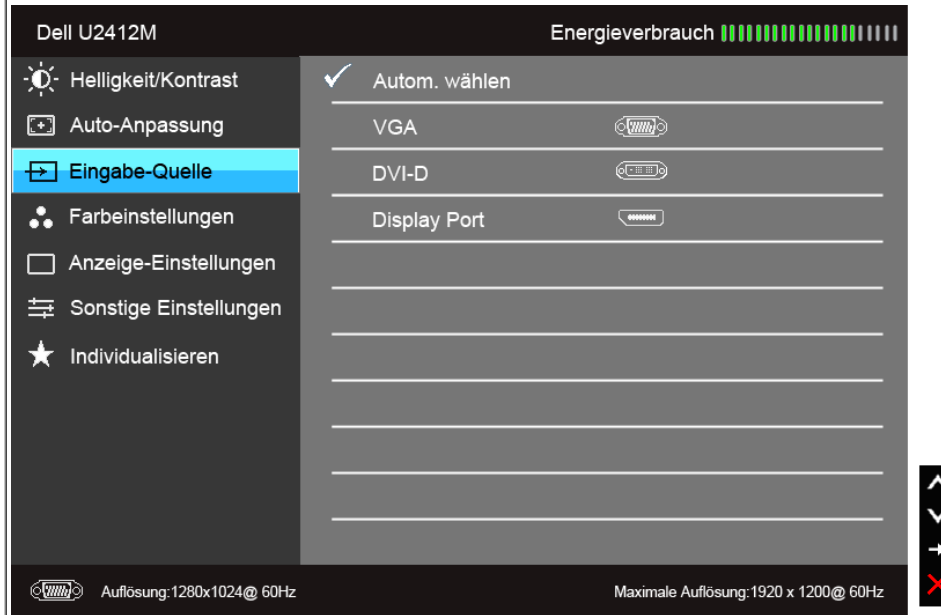 Dell U2412M
Energieverbrauch
Helligkeit/Kontrast
Auto-Anpassung
Eingabe-Quelle
Farbeinstellungen
Anzeige-Einstellungen
Sonstige Einstellungen
Individualisieren
Autom. wählen
VGA
DVI-D
Display Port
Auflösung:1280x1024@ 60Hz
Maximale Auflösung:1920 x 1200@ 60Hz